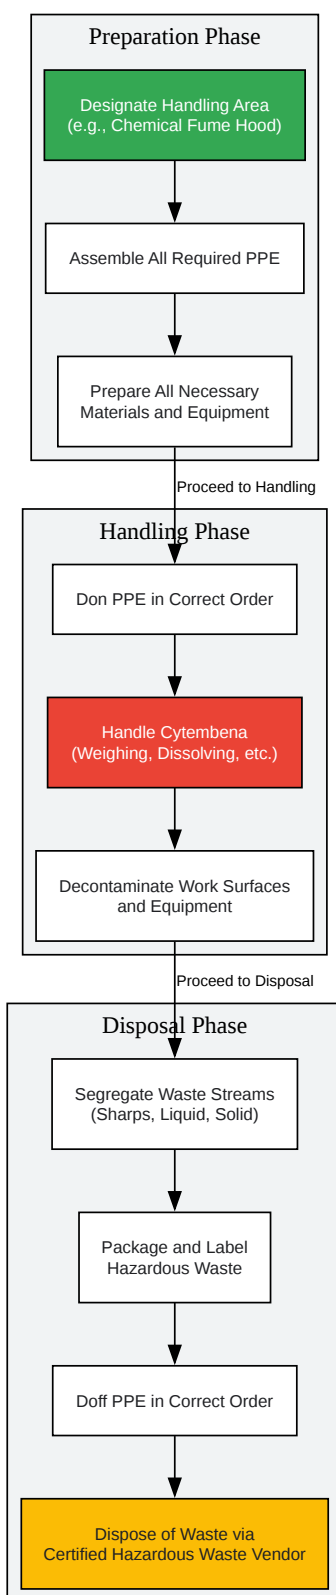 Preparation Phase
Designate Handling Area
(e.g., Chemical Fume Hood)
Assemble All Required PPE
Prepare All Necessary
Materials and Equipment
Proceed to Handling
Handling Phase
Don PPE in Correct Order
Handle Cytembena
(Weighing, Dissolving, etc.)
Decontaminate Work Surfaces
and Equipment
Proceed to Disposal
Disposal Phase
Segregate Waste Streams
(Sharps, Liquid, Solid)
Package and Label
Hazardous Waste
Doff PPE in Correct Order
Dispose of Waste via
Certified Hazardous Waste Vendor